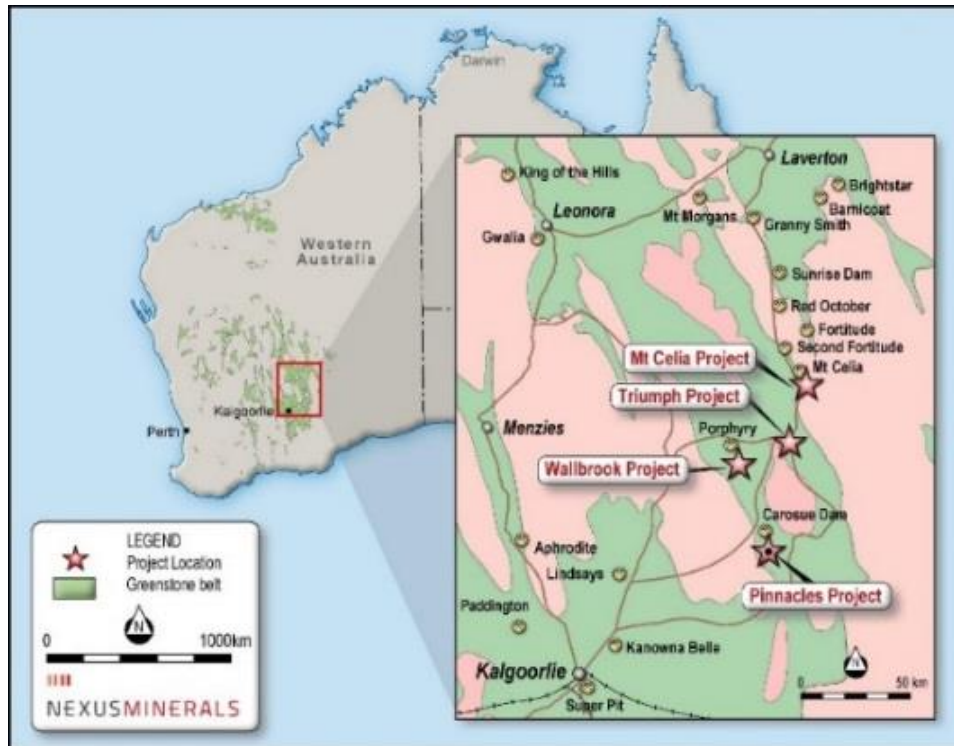 Darwin
Western
Australia
Kalgoorlie
Perth
King of the Hills
Laverton
Leonora
Mt Morgans
Brightstar
Barnicoat
Granny Smith
Gwalia
Sunrise Dam
Red October
Fortitude
Second Fortitude
Mt Celia Project
Mt Celia
Triumph Project
Menzies
Porphyry
Wallbrook Project
Carosue Dam
Aphrodite
Lindsays
Pinnacles Project
Paddington
Kanowna Belle
Kalgoorlie
Super Pit
N
0 50 km
LEGEND
Project Location
Greenstone belt
N
0 1000km
NEXUSMINERALS